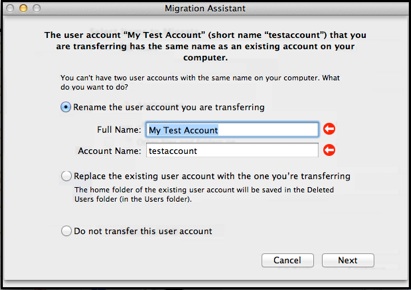 Migration Assistant
The user account “My Test Account” (short name “testaccount”) that you
are transferring has the same name as an existing account on your
computer.
You can't have two user accounts with the same name on your computer. What
do you want to do?
Rename the user account you are transferring
Full Name: My Test Account
Account Name: testaccount
Replace the existing user account with the one you're transferring
The home folder of the existing user account will be saved in the Deleted
Users folder (in the Users folder).
Do not transfer this user account
Cancel Next